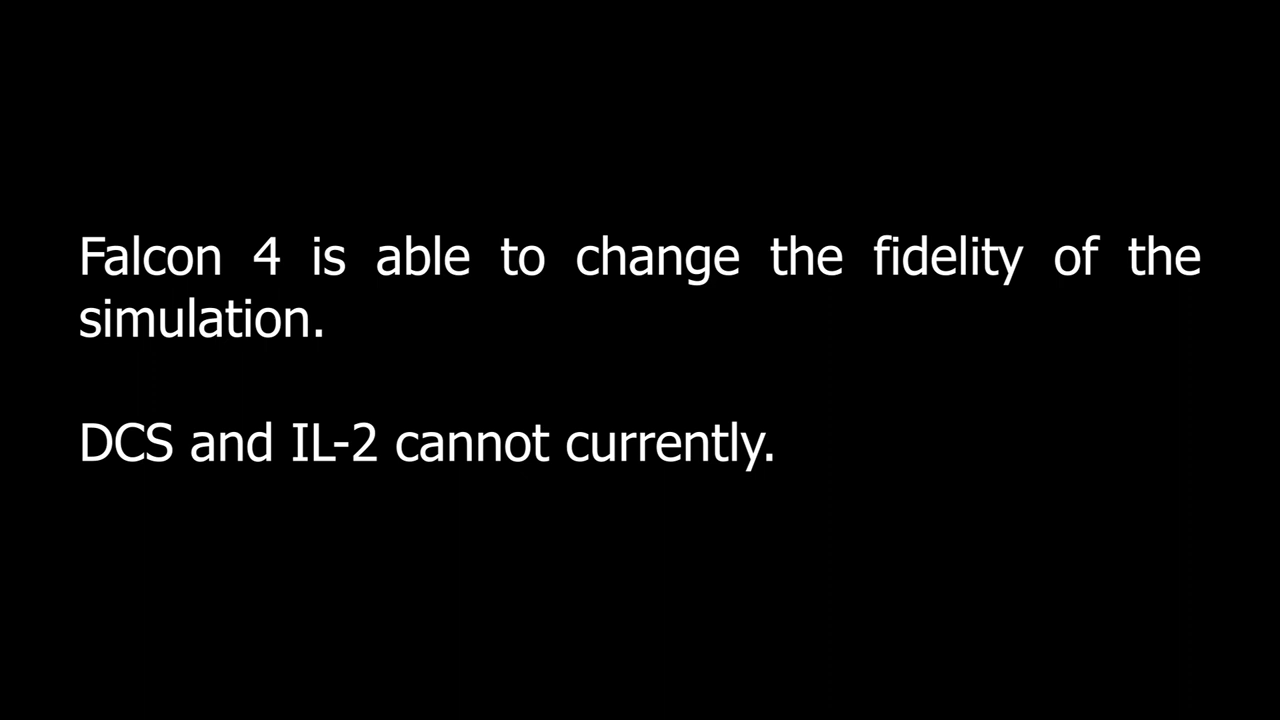 Falcon 4 is able to change the fidelity of the
simulation.
DCS and IL-2 cannot currently.